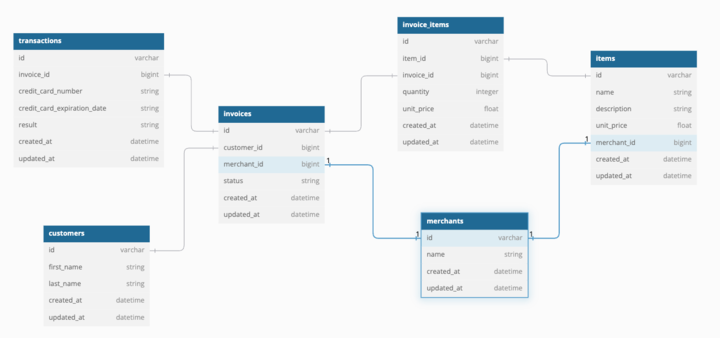 transactions
id varchar
invoice_id bigint
credit_card_number string
credit_card_expiration_date string
result string
created_at datetime
updated_at datetime
customers
id varchar
first_name string
last_name string
created_at datetime
updated_at datetime
invoices
id varchar
customer_id bigint
merchant_id bigint
status string
created_at datetime
updated_at datetime
1
invoice_items
id varchar
item_id bigint
invoice_id bigint
quantity integer
unit_price float
created_at datetime
updated_at datetime
merchants
1 id varchar 1
name string
created_at datetime
updated_at datetime
items
id varchar
name string
description string
unit_price float
1 merchant_id bigint
created_at datetime
updated_at datetime